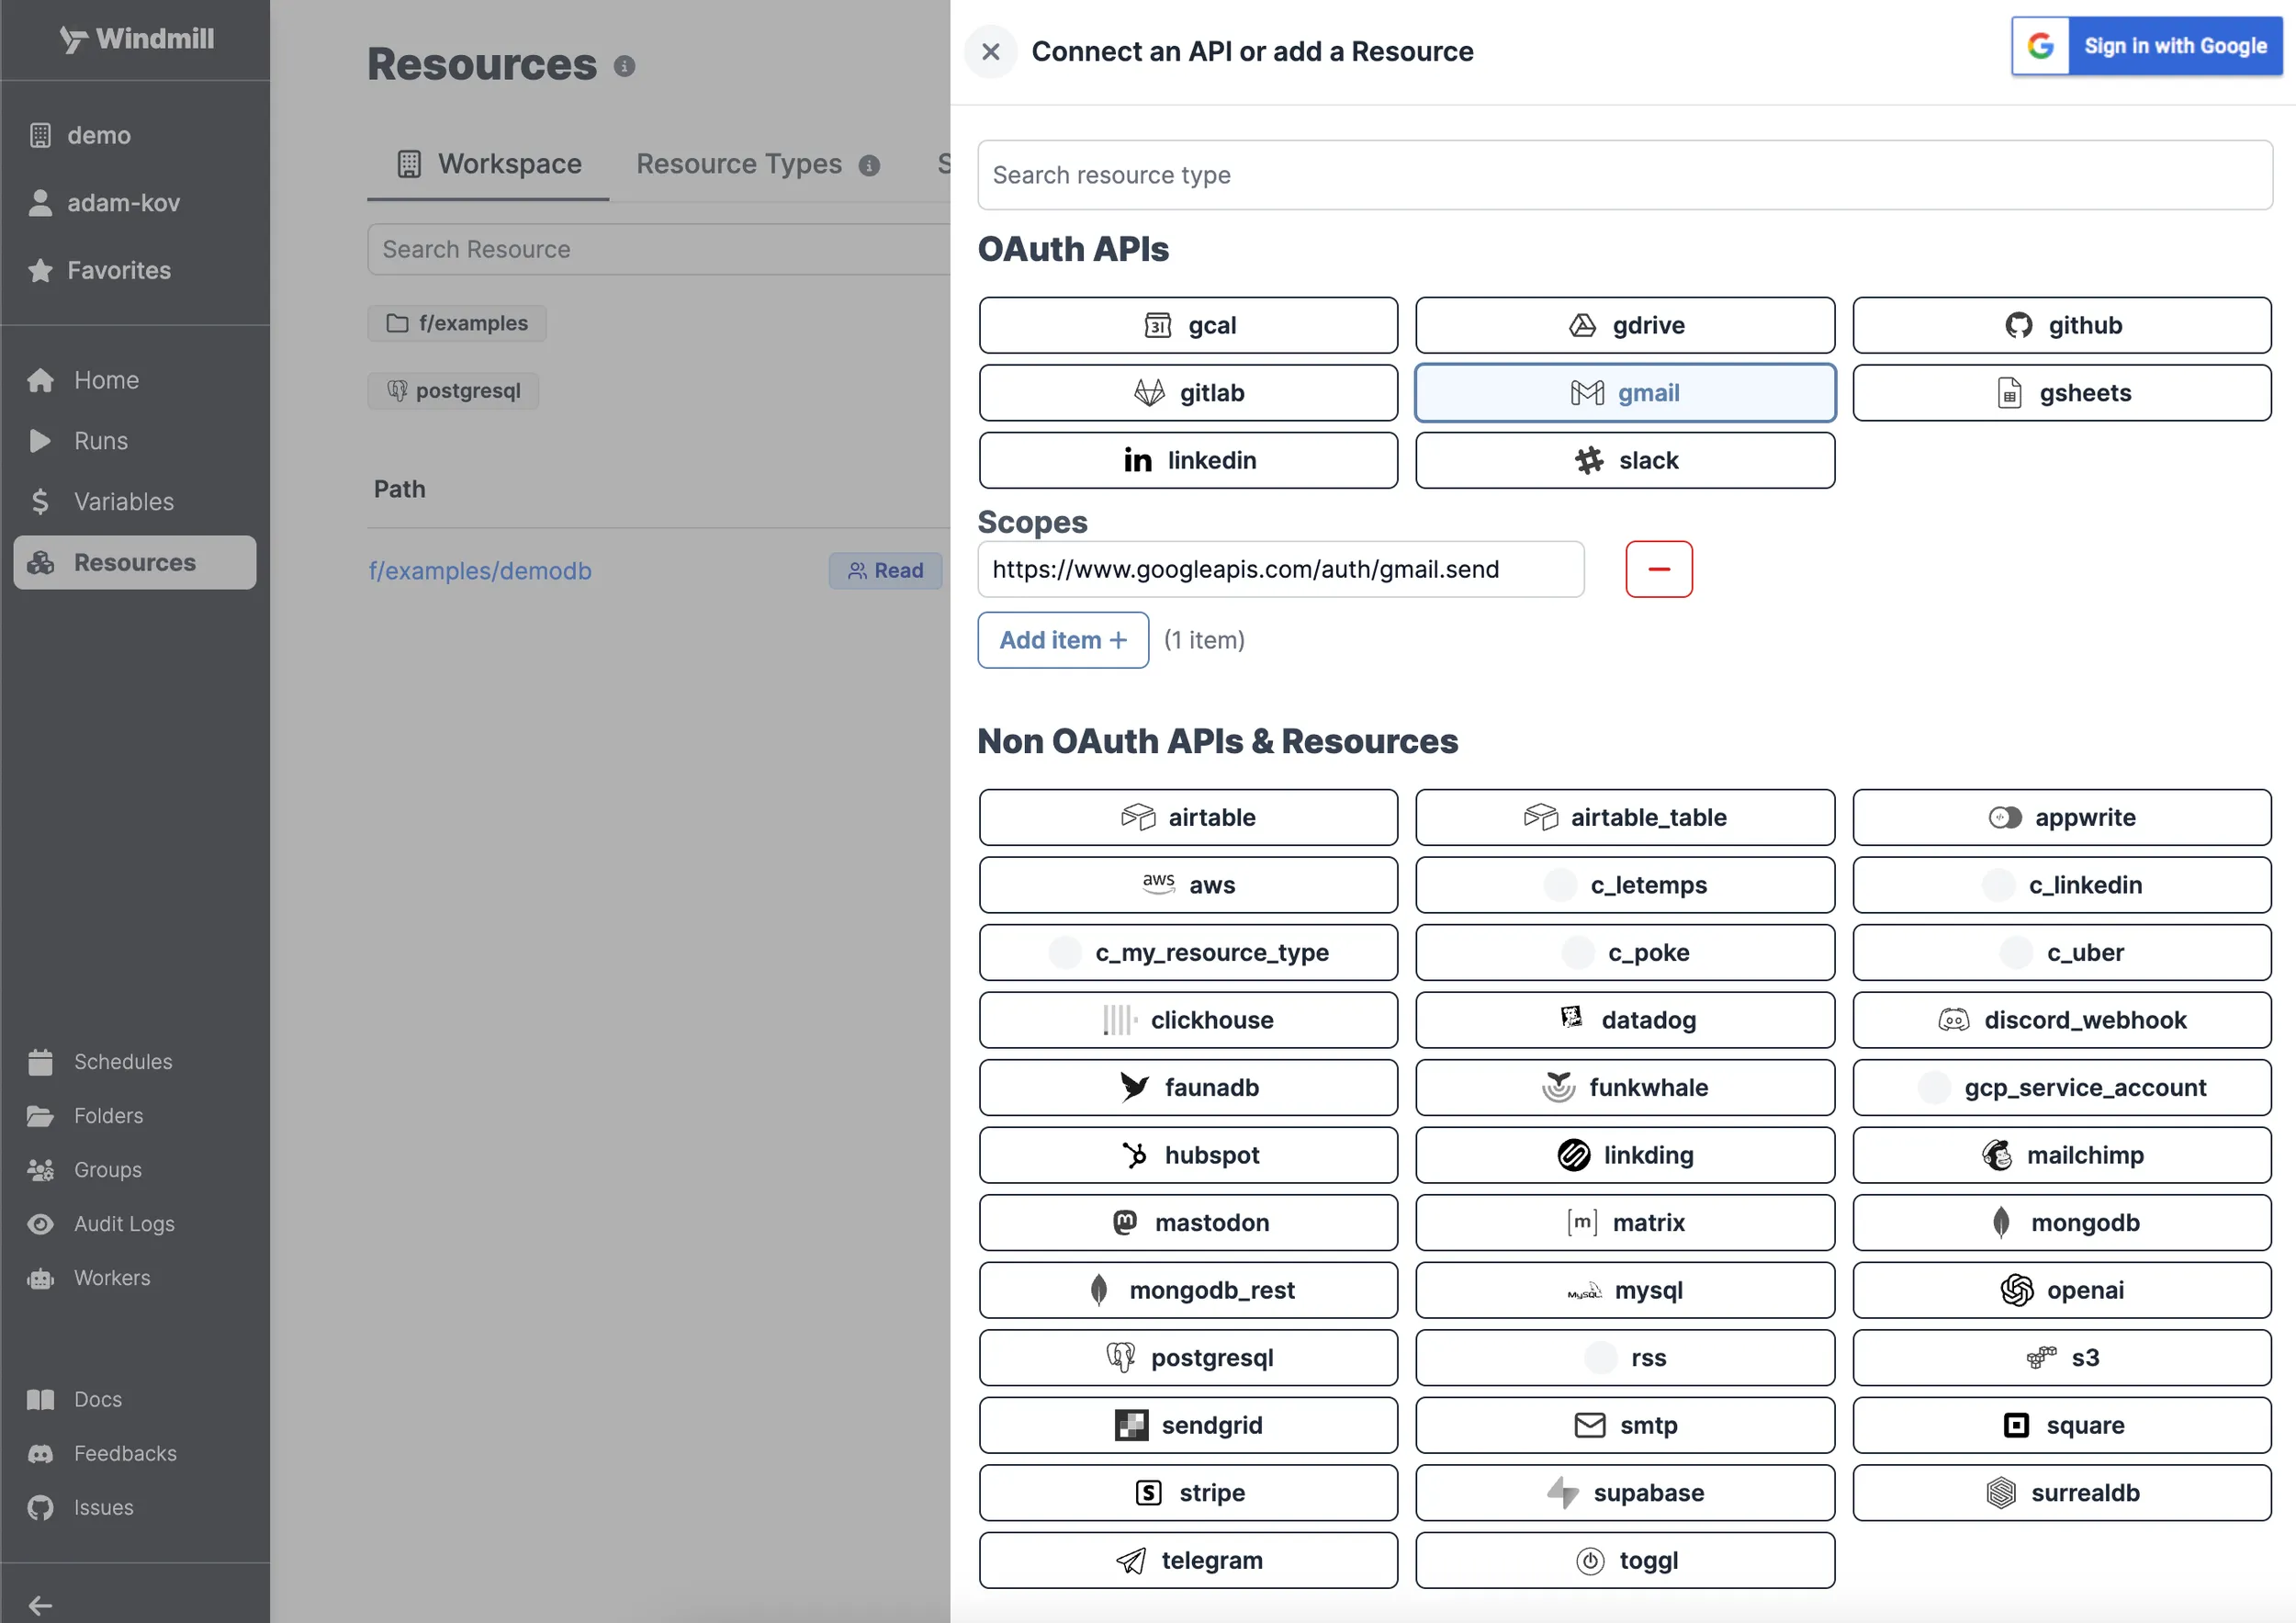 Windmill
demo
adam-kov
Favorites
Home
Runs
Variables
Resources
Schedules
Folders
Groups
Audit Logs
Workers
Docs
Feedbacks
Issues
Resources
Workspace
Resource Types
S
Search Resource
f/examples
postgresql
Path
f/examples/demodb
Read
Connect an API or add a Resource
Sign in with Google
Search resource type
OAuth APIs
31 gcal
gdrive
github
gitlab
gmail
gsheets
in linkedin
slack
Scopes
https://www.googleapis.com/auth/gmail.send
Add item +
(1 item)
Non OAuth APIs & Resources
airtable
airtable_table
appwrite
aws aws
c_letemps
c_linkedin
c_my_resource_type
c_poke
c_uber
clickhouse
datadog
discord_webhook
faunadb
funkwhale
gcp_service_account
hubspot
linkding
mailchimp
m mastodon
[m] matrix
mongodb
mongodb_rest
MySQL mysql
openai
postgresql
rss
s3
sendgrid
smtp
square
S stripe
supabase
surrealdb
telegram
toggl